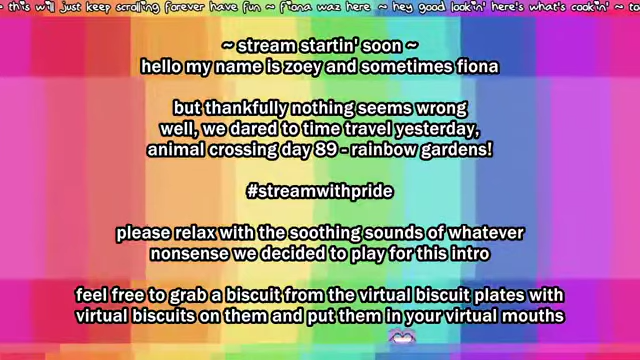 ~ this will just keep scrolling forever have fun ~ fiona waz here ~ hey good lookin' here's what's cookin' ~ to
~ stream startin' soon ~
hello my name is zoey and sometimes fiona
but thankfully nothing seems wrong
well, we dared to time travel yesterday,
animal crossing day 89 - rainbow gardens!
#streamwithpride
please relax with the soothing sounds of whatever
nonsense we decided to play for this intro
feel free to grab a biscuit from the virtual biscuit plates with
virtual biscuits on them and put them in your virtual mouths